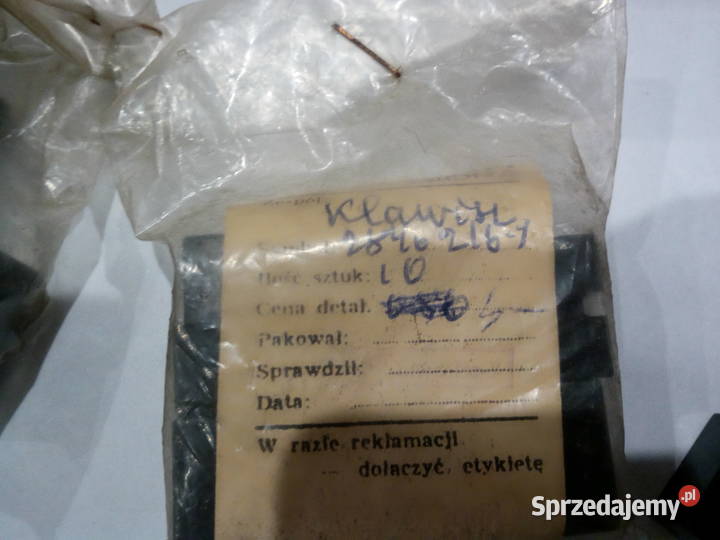 Klawisz
Ilość sztuk: 10
Cena detal.
Pakował:
Sprawdził:
Data:
W razie reklamacji
dołączyć etykietę
Sprzedajemy.pl